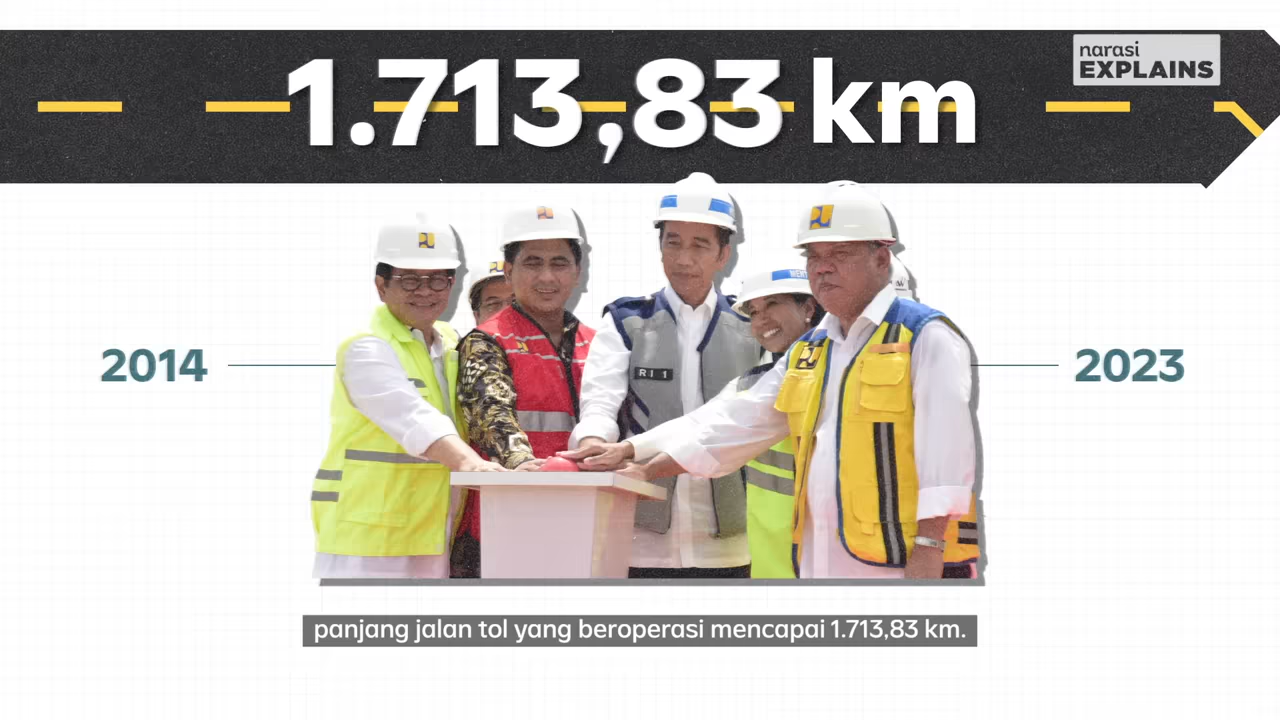 narasi
EXPLAINS
1.713,83 km
RI 1
2014
2023
panjang jalan tol yang beroperasi mencapai 1.713,83 km.